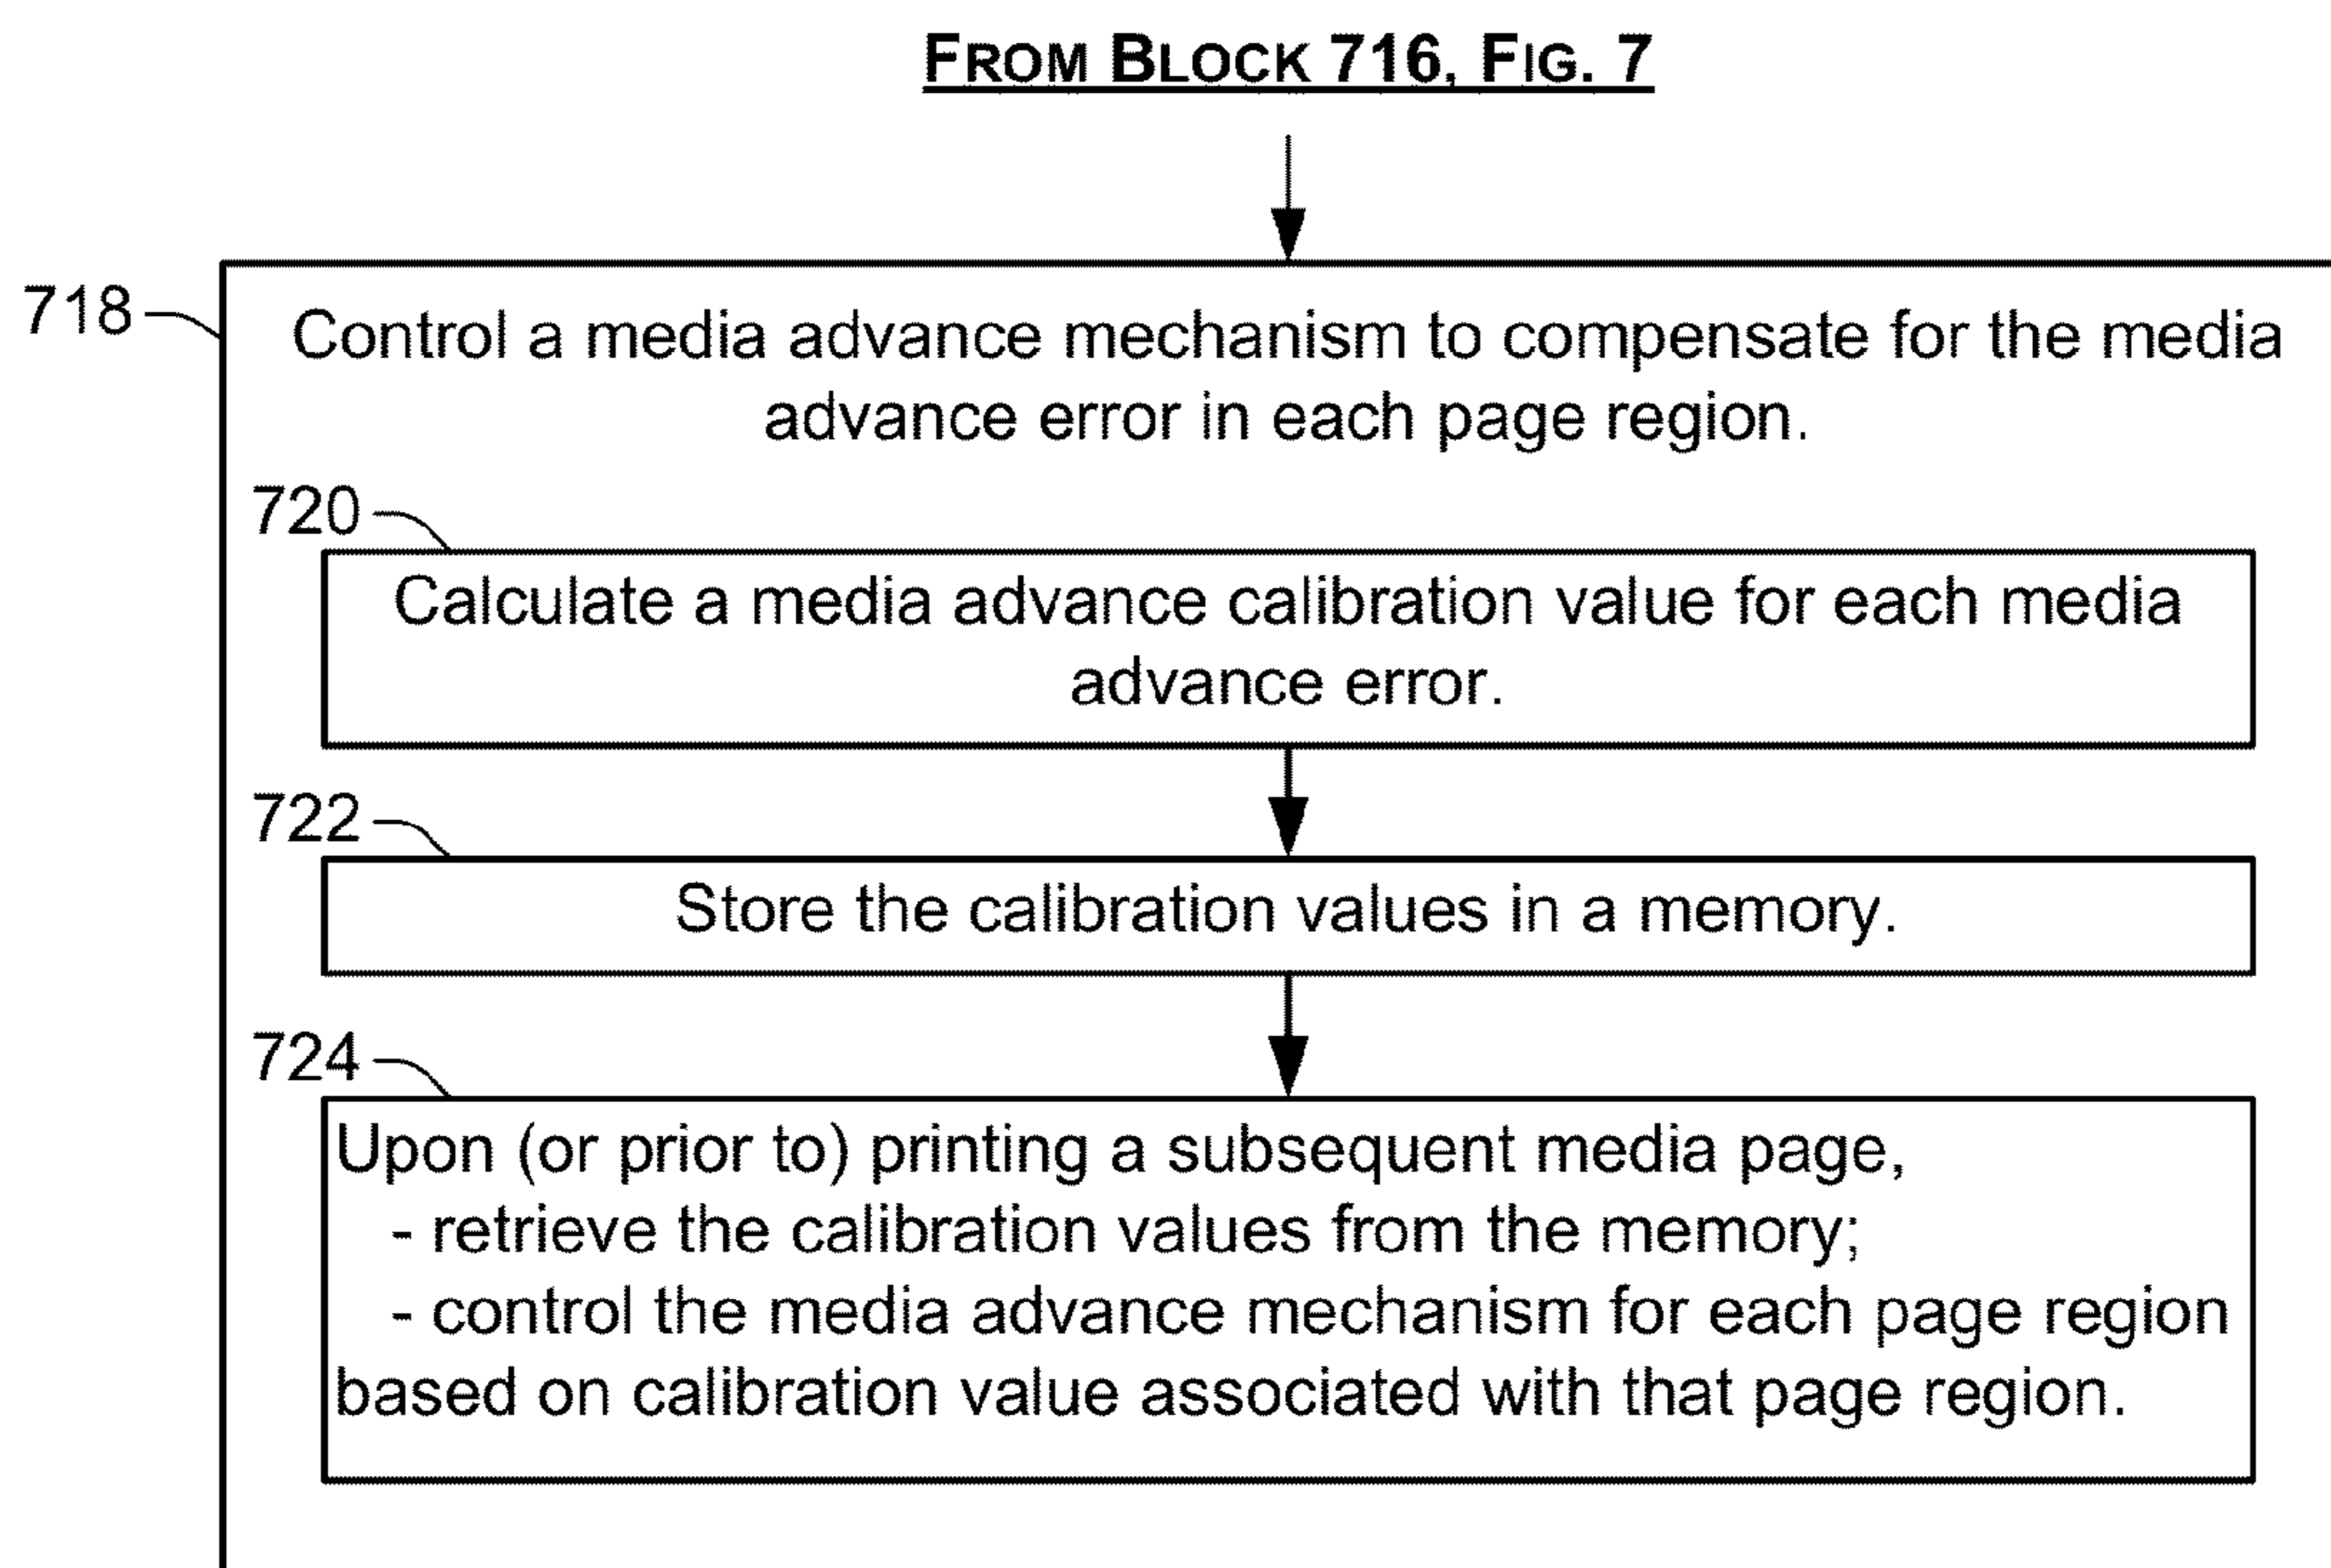 FROM BLOCK 716, FIG. 7
718
Control a media advance mechanism to compensate for the media
advance error in each page region.
720
Calculate a media advance calibration value for each media
advance error.
722
Store the calibration values in a memory.
724
Upon (or prior to) printing a subsequent media page,
- retrieve the calibration values from the memory;
- control the media advance mechanism for each page region
based on calibration value associated with that page region.